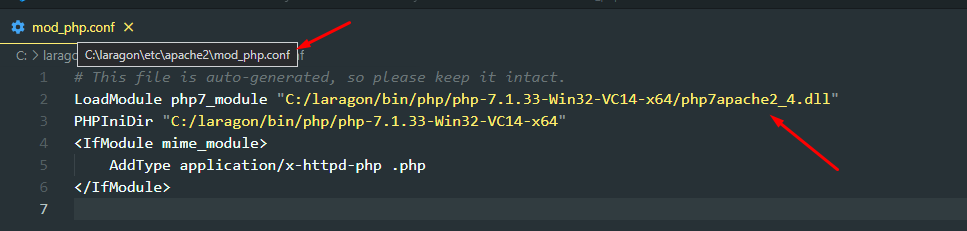 mod_php.conf
C: > larago
C:\laragon\etc\apache2\mod_php.conf
1 # This file is auto-generated, so please keep it intact.
2 LoadModule php7_module "C:/laragon/bin/php/php-7.1.33-Win32-VC14-x64/php7apache2_4.dll"
3 PHPIniDir "C:/laragon/bin/php/php-7.1.33-Win32-VC14-x64"
4 <IfModule mime_module>
5 AddType application/x-httpd-php .php
6 </IfModule>
7